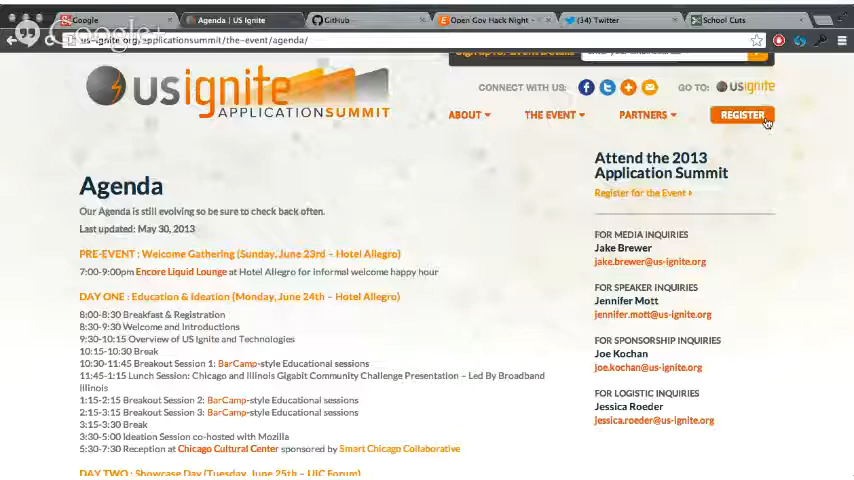 Google
Agenda | US Ignite
GitHub
Open Gov Hack Night -
(34) Twitter
School Cuts
Google+
us-ignite.org/applicationsummit/the-event/agenda/
usignite
APPLICATIONSUMMIT
CONNECT WITH US:
GO TO: usignite
ABOUT
THE EVENT
PARTNERS
REGISTER
Agenda
Our Agenda is still evolving so be sure to check back often.
Last updated: May 30, 2013
PRE-EVENT : Welcome Gathering (Sunday, June 23rd – Hotel Allegro)
7:00-9:00pm Encore Liquid Lounge at Hotel Allegro for informal welcome happy hour
DAY ONE : Education & Ideation (Monday, June 24th – Hotel Allegro)
8:00-8:30 Breakfast & Registration
8:30-9:30 Welcome and Introductions
9:30-10:15 Overview of US Ignite and Technologies
10:15-10:30 Break
10:30-11:45 Breakout Session 1: BarCamp-style Educational sessions
11:45-1:15 Lunch Session: Chicago and Illinois Gigabit Community Challenge Presentation – Led By Broadband
Illinois
1:15-2:15 Breakout Session 2: BarCamp-style Educational sessions
2:15-3:15 Breakout Session 3: BarCamp-style Educational sessions
3:15-3:30 Break
3:30-5:00 Ideation Session co-hosted with Mozilla
5:30-7:30 Reception at Chicago Cultural Center sponsored by Smart Chicago Collaborative
DAY TWO : Showcase Day (Tuesday, June 25th – UIC Forum)
Attend the 2013
Application Summit
Register for the Event
FOR MEDIA INQUIRIES
Jake Brewer
jake.brewer@us-ignite.org
FOR SPEAKER INQUIRIES
Jennifer Mott
jennifer.mott@us-ignite.org
FOR SPONSORSHIP INQUIRIES
Joe Kochan
joe.kochan@us-ignite.org
FOR LOGISTIC INQUIRIES
Jessica Roeder
jessica.roeder@us-ignite.org